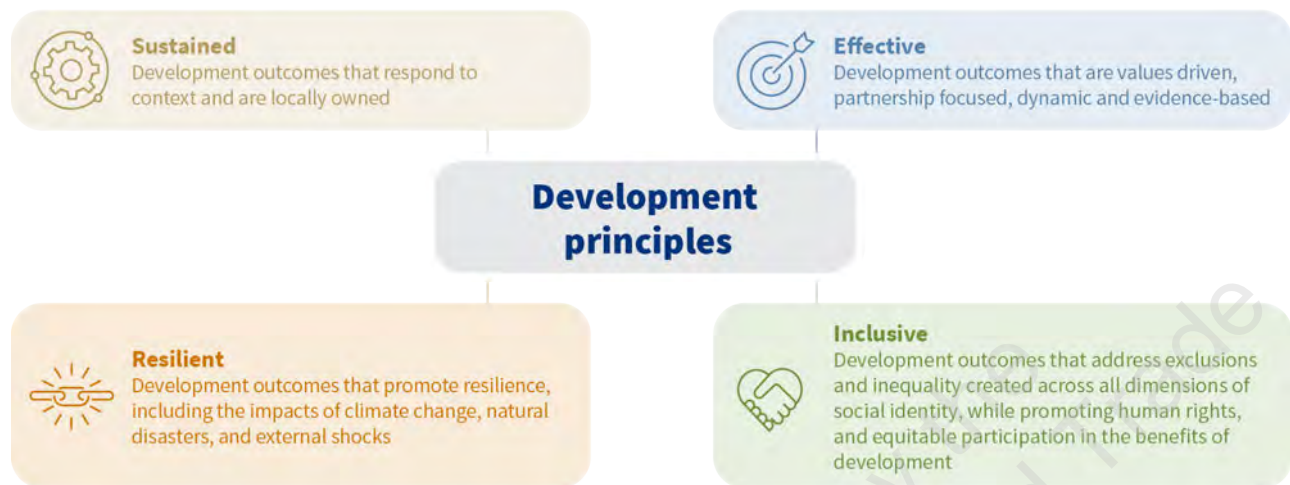 Sustained
Development outcomes that respond to
context and are locally owned
Effective
Development outcomes that are values driven,
partnership focused, dynamic and evidence-based
Development
principles
Resilient
Development outcomes that promote resilience,
including the impacts of climate change, natural
disasters, and external shocks
Inclusive
Development outcomes that address exclusions
and inequality created across all dimensions of
social identity, while promoting human rights,
and equitable participation in the benefits of
development
y the
d Trade